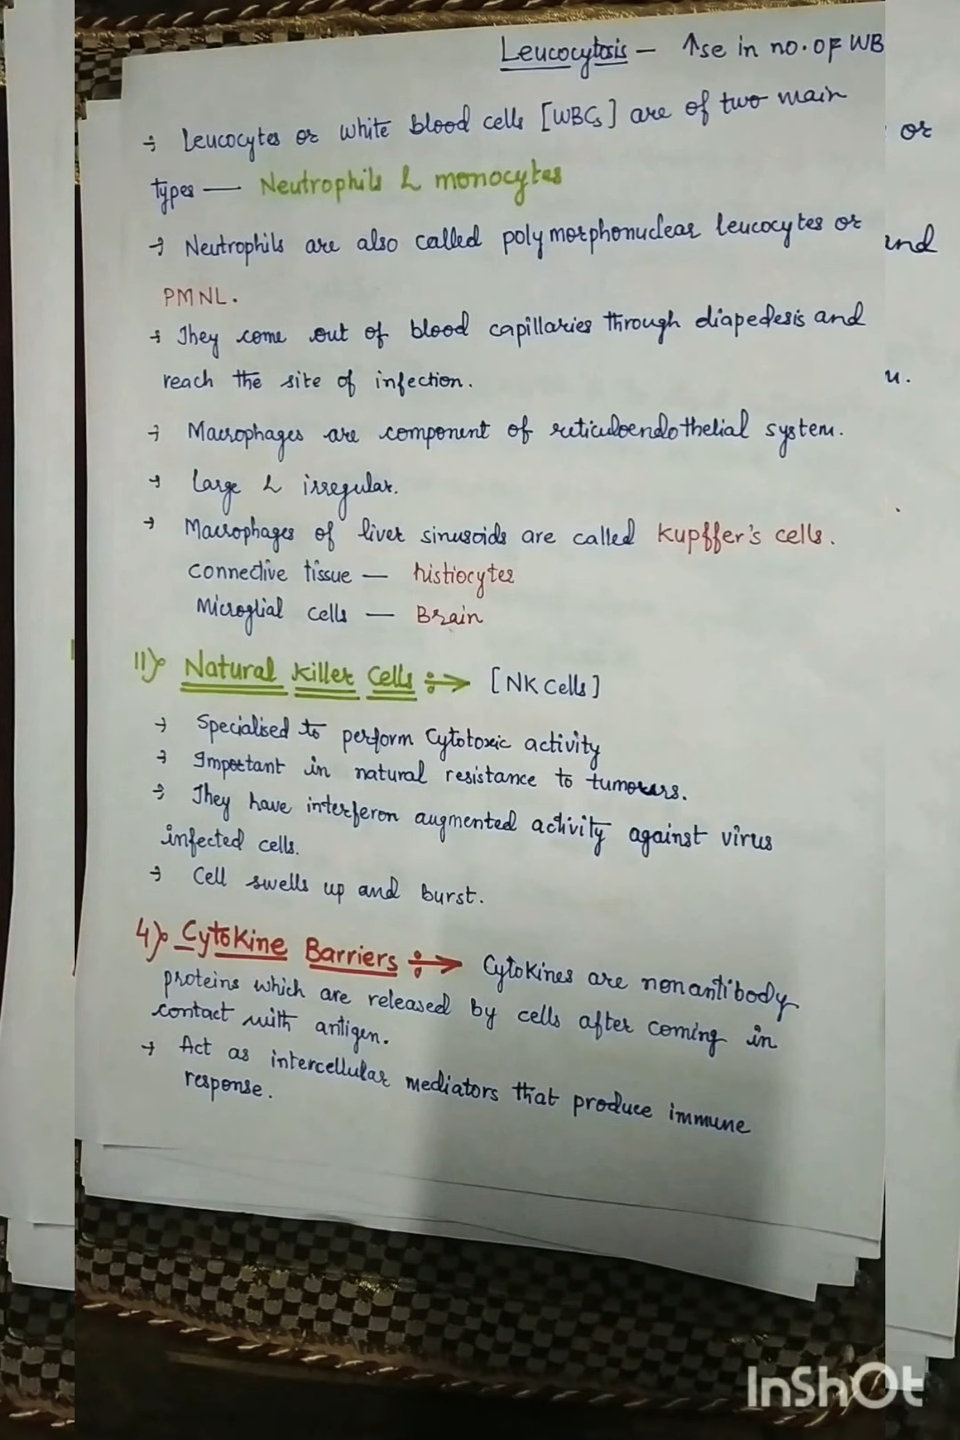 Leucocytosis — ↑se in no. of WB
→ Leucocytes or white blood cells [WBCs] are of two main
types — Neutrophils & monocytes
→ Neutrophils are also called polymorphonuclear leucocytes or
PMNL.
→ They come out of blood capillaries through diapedesis and
reach the site of infection.
→ Macrophages are component of reticuloendothelial system.
→ Large & irregular.
→ Macrophages of liver sinusoids are called Kupffer's cells.
Connective tissue — histiocytes
Microglial cells — Brain
11) Natural Killer Cells ÷→ [NK Cells]
→ Specialised to perform Cytotoxic activity
→ Important in natural resistance to tumours.
→ They have interferon augmented activity against virus
infected cells.
→ Cell swells up and burst.
4) Cytokine Barriers ÷→ Cytokines are nonantibody
proteins which are released by cells after coming in
contact with antigen.
→ Act as intercellular mediators that produce immune
response.
or
and
u.
InShOt